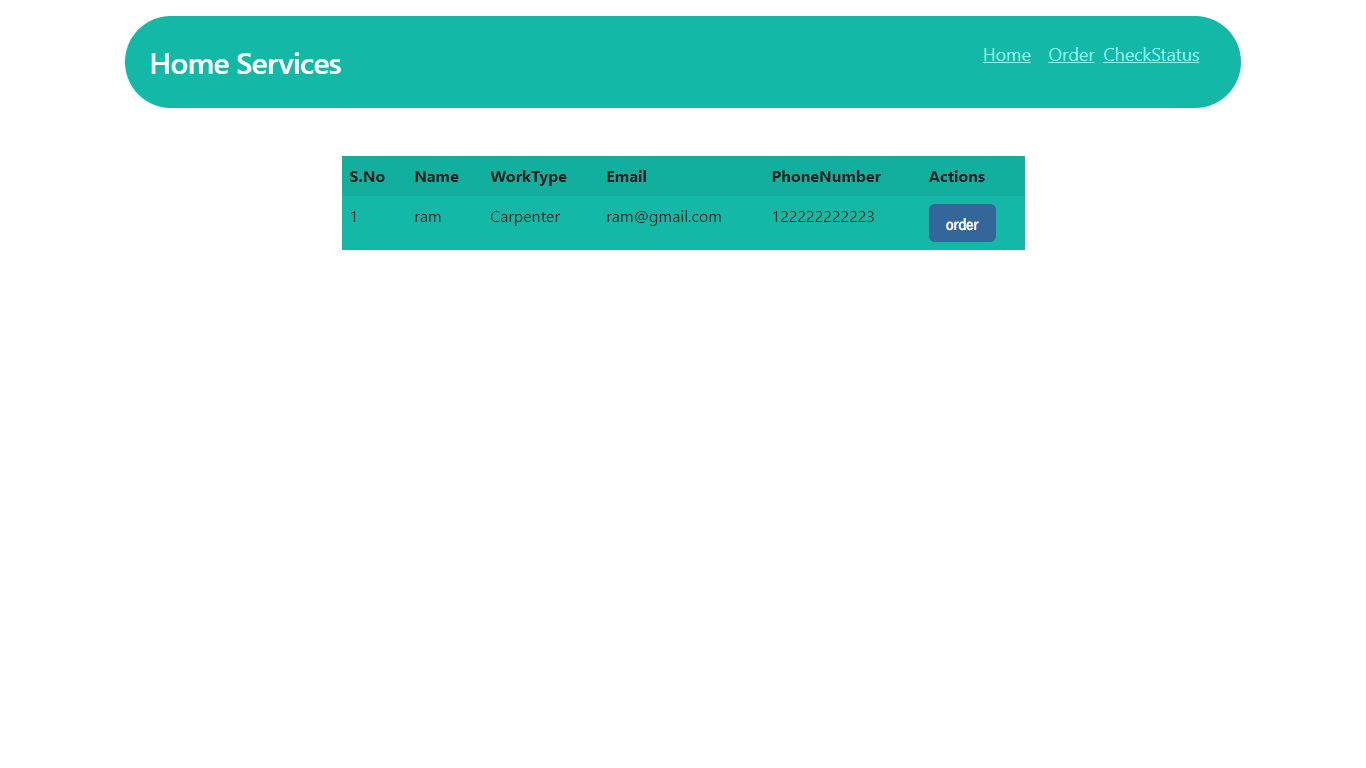 Home Services
Home Order CheckStatus
S.No Name WorkType Email PhoneNumber Actions
1 ram Carpenter ram@gmail.com 122222222223 order